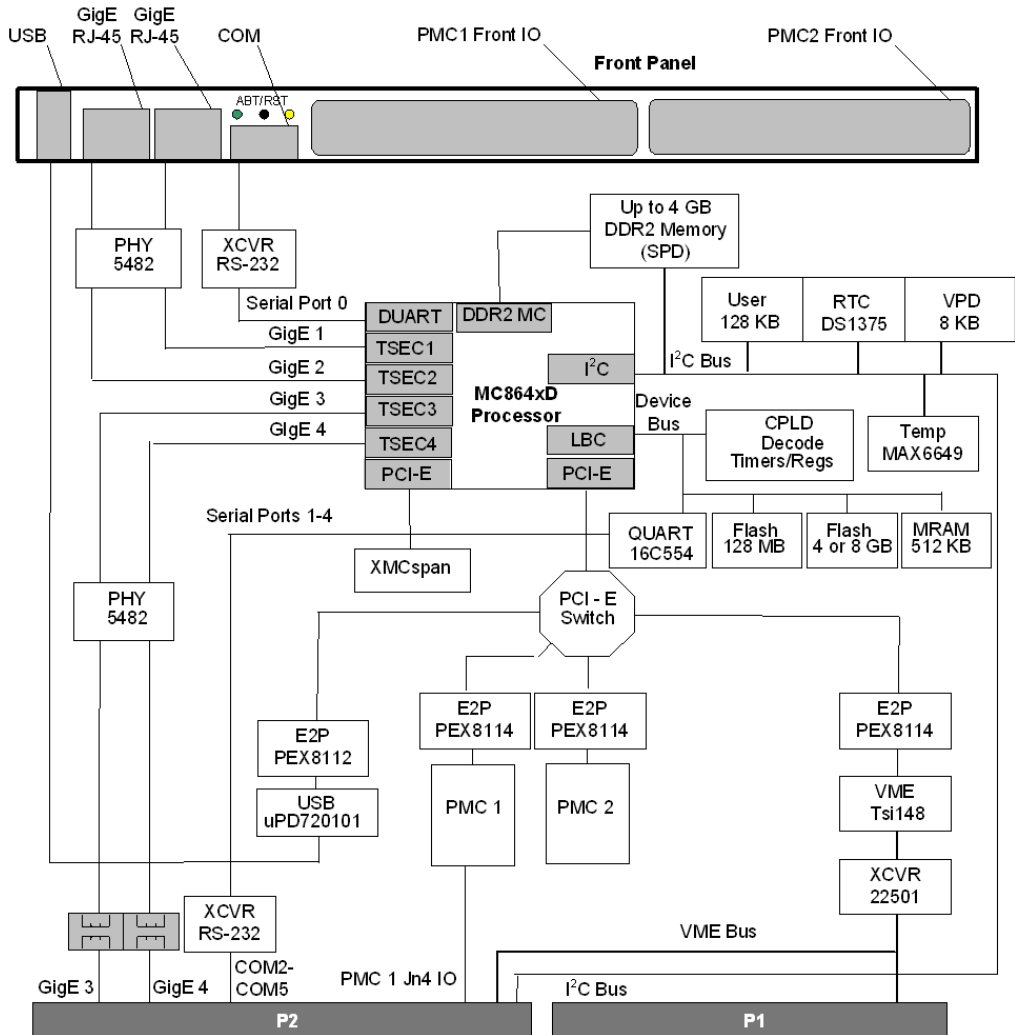 GigE GigE
USB RJ-45 RJ-45 COM PMC1 Front IO PMC2 Front IO
Front Panel
ABT/RST
Up to 4 GB
DDR2 Memory
(SPD)
PHY
5482
XCVR
RS-232
User
128 KB
RTC
DS1375
VPD
8 KB
Serial Port 0
GigE 1
GigE 2
GigE 3
GigE 4
DUART
TSEC1
TSEC2
TSEC3
TSEC4
PCI-E
DDR2 MC
MC864xD
Processor
I²C
LBC
PCI-E
I²C Bus
Device
Bus
CPLD
Decode
Timers/Regs
Temp
MAX6649
Serial Ports 1-4
QUART
16C554
Flash
128 MB
Flash
4 or 8 GB
MRAM
512 KB
XMCspan
PHY
5482
PCI - E
Switch
E2P
PEX8112
E2P
PEX8114
E2P
PEX8114
E2P
PEX8114
USB
uPD720101
PMC 1
PMC 2
VME
Tsi148
XCVR
22501
XCVR
RS-232
VME Bus
GigE 3
GigE 4
COM2-
COM5
PMC 1 Jn4 IO
I²C Bus
P2
P1